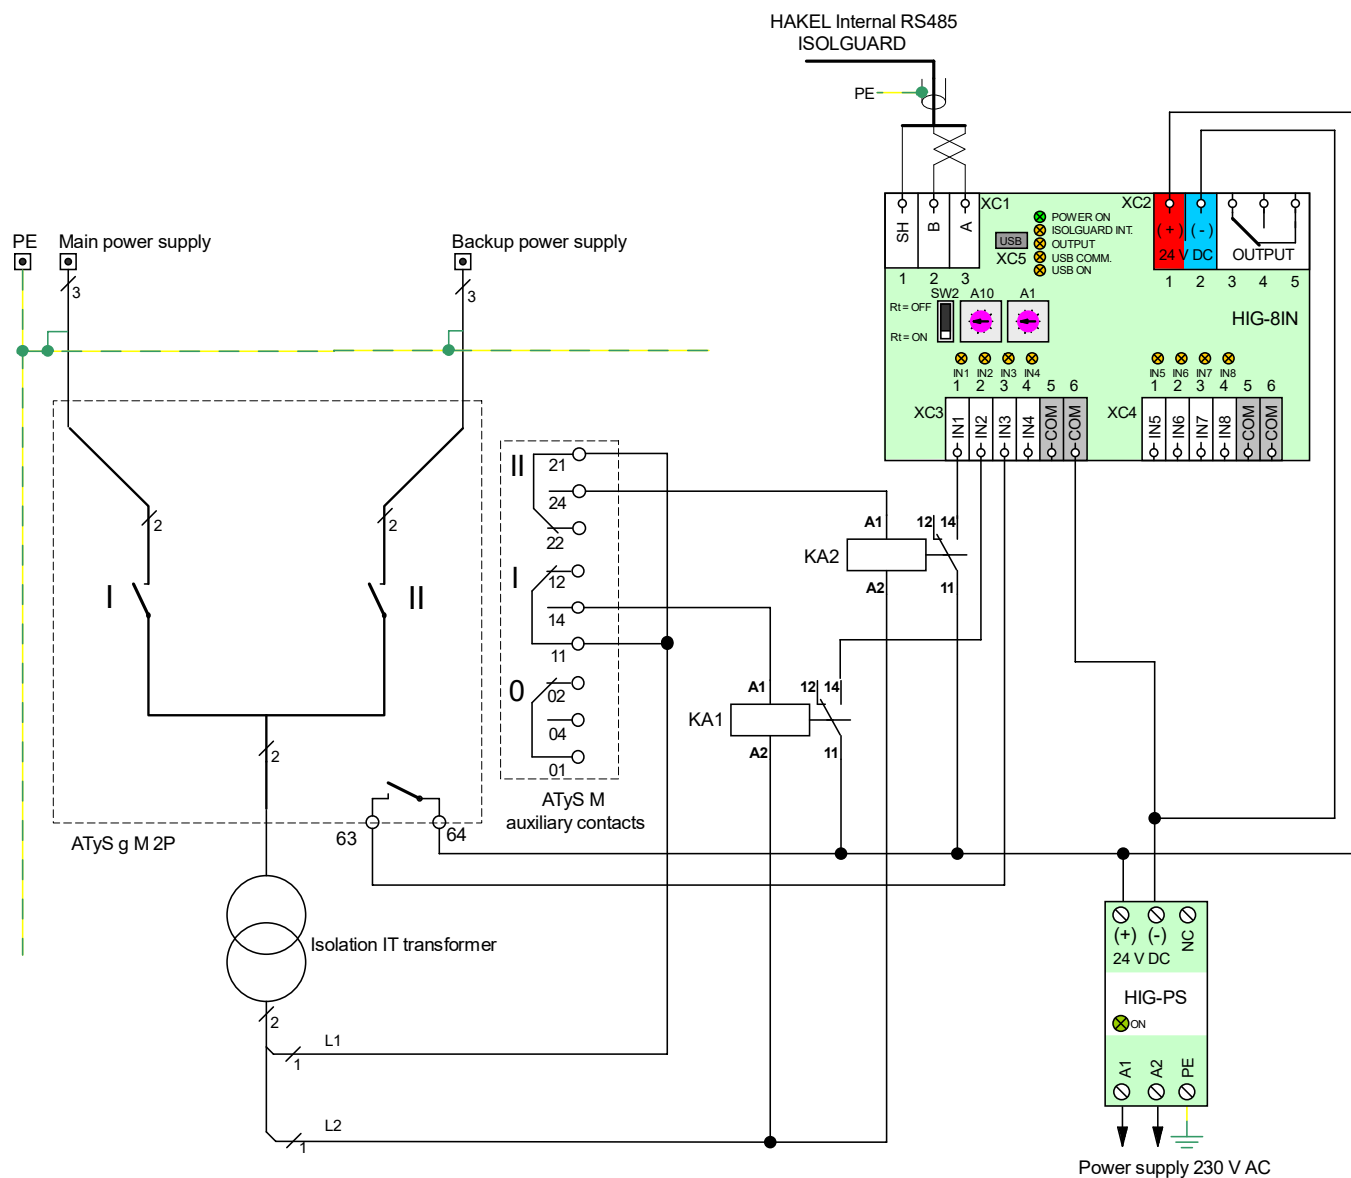 HAKEL Internal RS485
ISOLGUARD
PE
XC1
SH
B
A
1
2
3
POWER ON
ISOLGUARD INT.
OUTPUT
USB COMM.
USB ON
USB
XC5
XC2
(+)
(-)
24 V DC
OUTPUT
1
2
3
4
5
SW2
A10
A1
Rt = OFF
Rt = ON
HIG-8IN
IN1
IN2
IN3
IN4
1
2
3
4
5
6
XC3
IN1
IN2
IN3
IN4
COM
COM
IN5
IN6
IN7
IN8
1
2
3
4
5
6
XC4
IN5
IN6
IN7
IN8
COM
COM
PE
Main power supply
Backup power supply
3
3
2
2
I
II
2
63
64
ATyS g M 2P
II
21
24
22
I
12
14
11
0
02
04
01
ATyS M
auxiliary contacts
A1
KA2
A2
12
14
11
A1
KA1
A2
12
14
11
Isolation IT transformer
2
L1
1
L2
1
(+)
(-)
NC
24 V DC
HIG-PS
ON
A1
A2
PE
Power supply 230 V AC